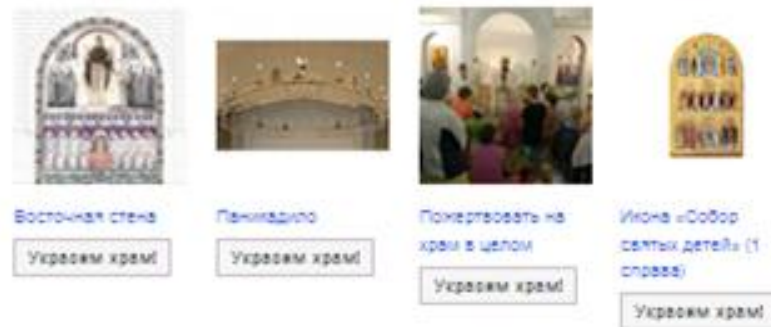 Восточная стена
Украсим храм!
Паникадило
Украсим храм!
Пожертвовать на
храм в целом
Украсим храм!
Икона «Собор
святых детей» (1
справа)
Украсим храм!